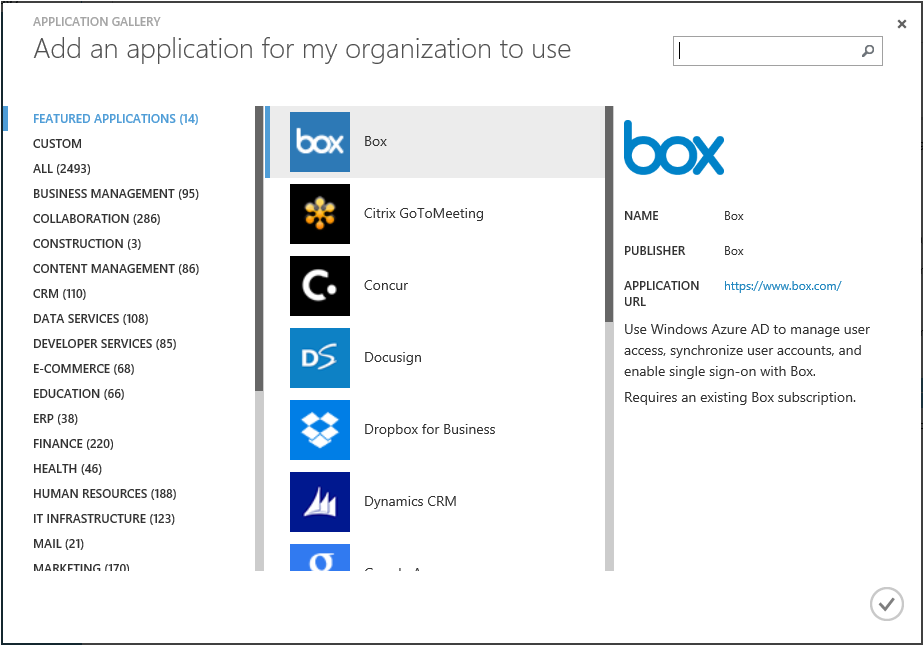 APPLICATION GALLERY
Add an application for my organization to use
FEATURED APPLICATIONS (14)
CUSTOM
ALL (2493)
BUSINESS MANAGEMENT (95)
COLLABORATION (286)
CONSTRUCTION (3)
CONTENT MANAGEMENT (86)
CRM (110)
DATA SERVICES (108)
DEVELOPER SERVICES (85)
E-COMMERCE (68)
EDUCATION (66)
ERP (38)
FINANCE (220)
HEALTH (46)
HUMAN RESOURCES (188)
IT INFRASTRUCTURE (123)
MAIL (21)
MARKETING (170)
box Box
Citrix GoToMeeting
C. Concur
DS Docusign
Dropbox for Business
Dynamics CRM
g
box
NAME Box
PUBLISHER Box
APPLICATION https://www.box.com/
URL
Use Windows Azure AD to manage user
access, synchronize user accounts, and
enable single sign-on with Box.
Requires an existing Box subscription.